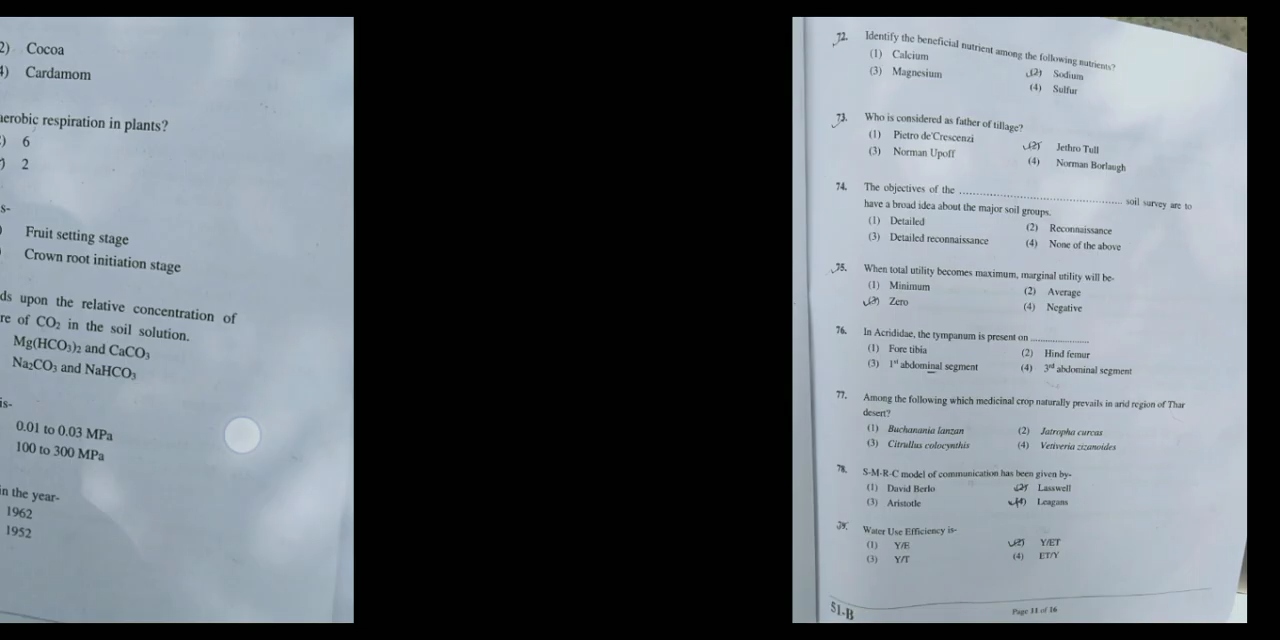 2) Cocoa
4) Cardamom
aerobic respiration in plants?
) 6
) 2
s-
) Fruit setting stage
Crown root initiation stage
ds upon the relative concentration of
re of CO₂ in the soil solution.
Mg(HCO₃)₂ and CaCO₃
Na₂CO₃ and NaHCO₃
is-
0.01 to 0.03 MPa
100 to 300 MPa
in the year-
1962
1952
72. Identify the beneficial nutrient among the following nutrients?
(1) Calcium (2) Sodium
(3) Magnesium (4) Sulfur
73. Who is considered as father of tillage?
(1) Pietro de'Crescenzi (2) Jethro Tull
(3) Norman Upoff (4) Norman Borlaugh
74. The objectives of the ........................................ soil survey are to
have a broad idea about the major soil groups.
(1) Detailed (2) Reconnaissance
(3) Detailed reconnaissance (4) None of the above
75. When total utility becomes maximum, marginal utility will be-
(1) Minimum (2) Average
(3) Zero (4) Negative
76. In Acrididae, the tympanum is present on .....................
(1) Fore tibia (2) Hind femur
(3) 1st abdominal segment (4) 3rd abdominal segment
77. Among the following which medicinal crop naturally prevails in arid region of Thar
desert?
(1) Buchanania lanzan (2) Jatropha curcas
(3) Citrullus colocynthis (4) Vetiveria zizanoides
78. S-M-R-C model of communication has been given by-
(1) David Berlo (2) Lasswell
(3) Aristotle (4) Leagans
79. Water Use Efficiency is-
(1) Y/E (2) Y/ET
(3) Y/T (4) ET/Y
S1-B Page 11 of 16